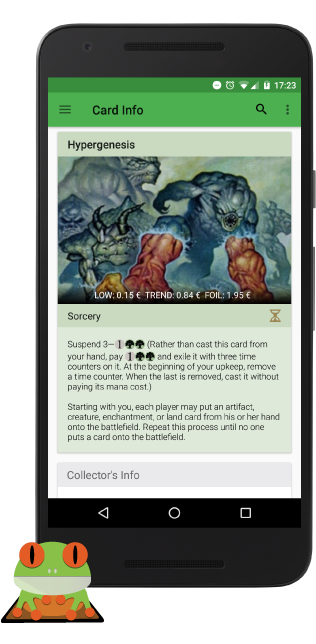 17:23
Card Info
Hypergenesis
LOW: 0.15 € TREND: 0.84 € FOIL: 1.95 €
Sorcery
Suspend 3—1 (Rather than cast this card from
your hand, pay 1 and exile it with three time
counters on it. At the beginning of your upkeep, remove
a time counter. When the last is removed, cast it without
paying its mana cost.)
Starting with you, each player may put an artifact,
creature, enchantment, or land card from his or her hand
onto the battlefield. Repeat this process until no one
puts a card onto the battlefield.
Collector's Info